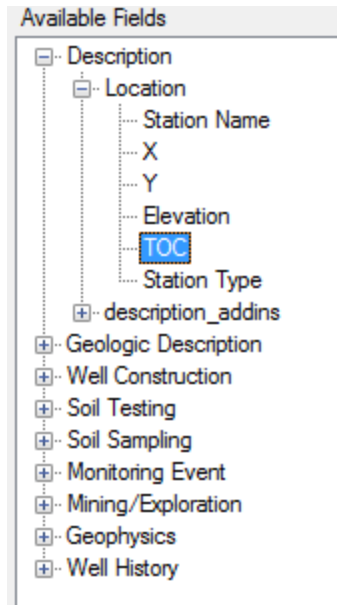 Available Fields
Description
Location
Station Name
X
Y
Elevation
TOC
Station Type
description_addins
Geologic Description
Well Construction
Soil Testing
Soil Sampling
Monitoring Event
Mining/Exploration
Geophysics
Well History